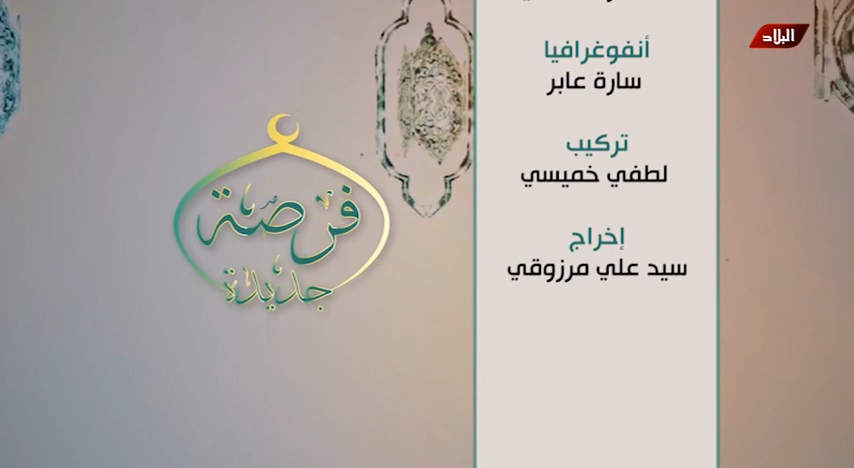 البلاد
أنفوغرافيا
سارة عابر
تركيب
لطفي خميسي
إخراج
سيد علي مرزوقي
فرصة
جديدة